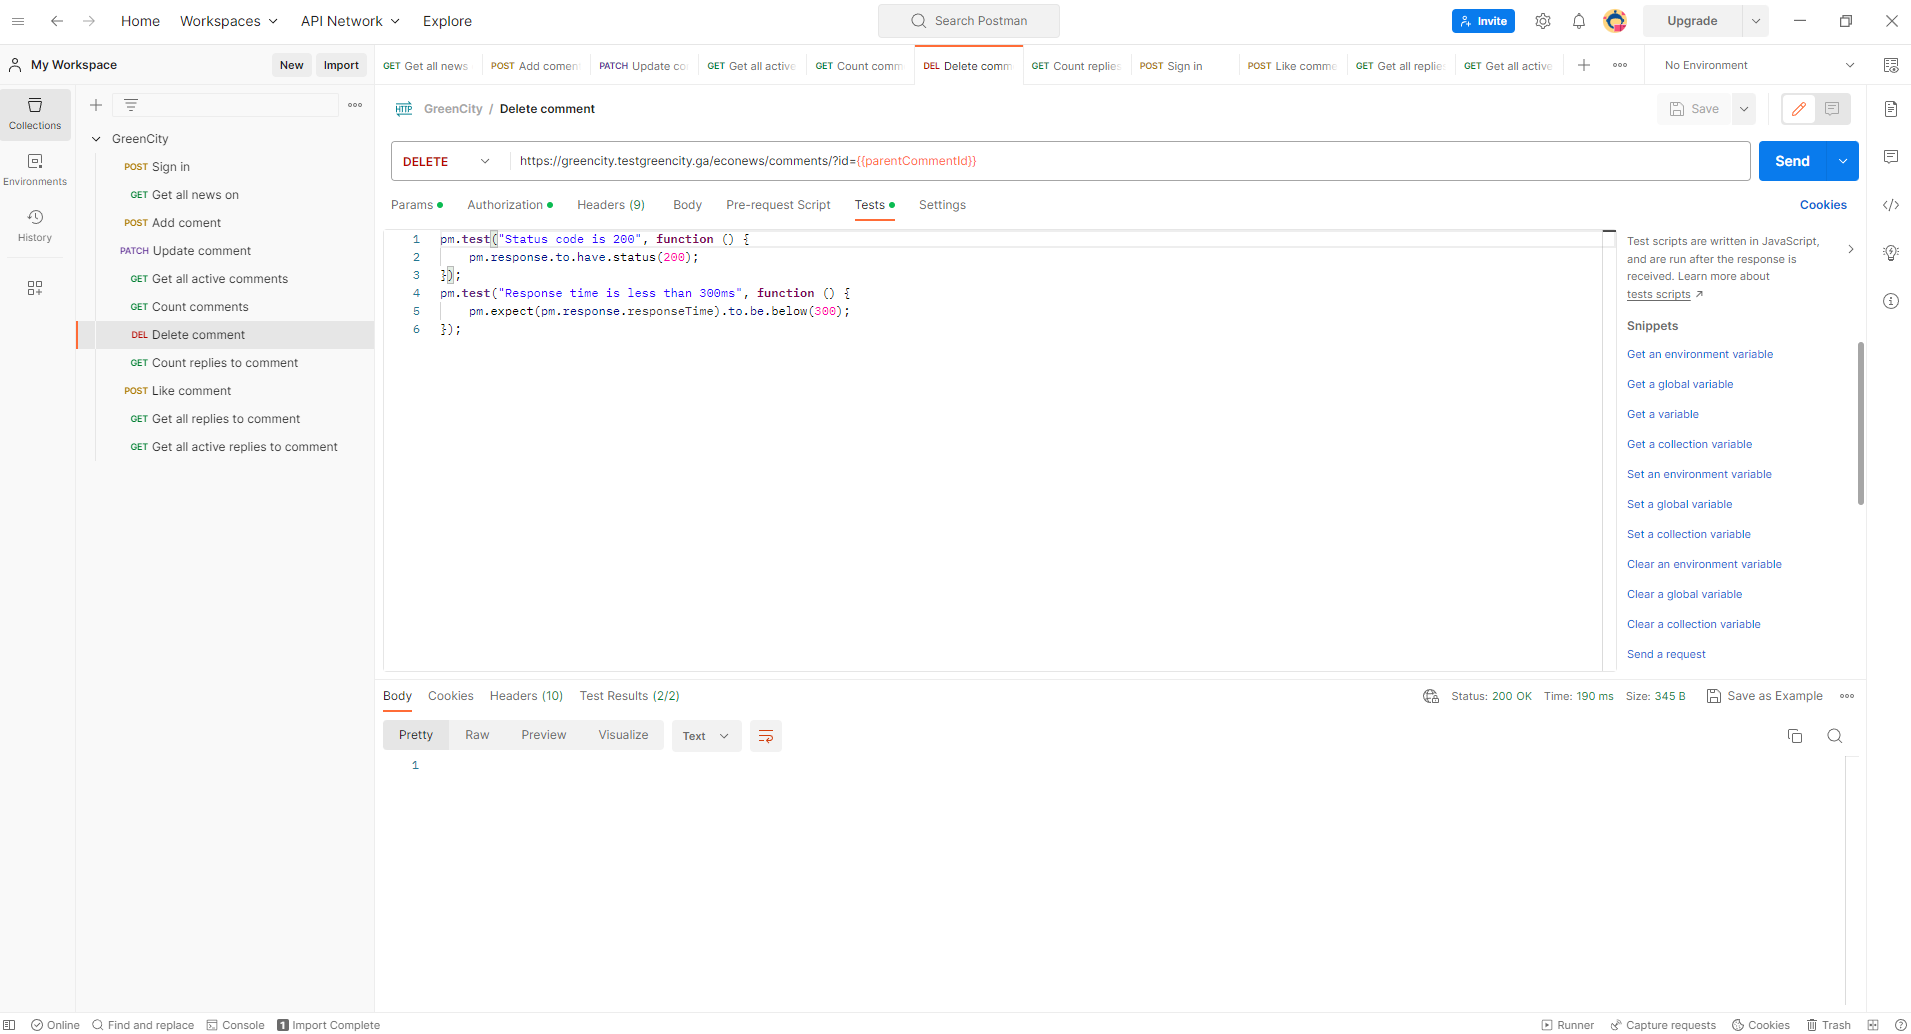 Home Workspaces API Network Explore Search Postman Invite Upgrade
My Workspace New Import
GET Get all news POST Add comen PATCH Update co GET Get all active GET Count comm DEL Delete comm GET Count replies POST Sign in POST Like comme GET Get all replie GET Get all active No Environment
Collections
Environments
History
GreenCity
POST Sign in
GET Get all news on
POST Add coment
PATCH Update comment
GET Get all active comments
GET Count comments
DEL Delete comment
GET Count replies to comment
POST Like comment
GET Get all replies to comment
GET Get all active replies to comment
HTTP GreenCity / Delete comment Save
DELETE https://greencity.testgreencity.ga/econews/comments/?id={{parentCommentId}} Send
Params Authorization Headers (9) Body Pre-request Script Tests Settings Cookies
1 pm.test("Status code is 200", function () {
2 pm.response.to.have.status(200);
3 });
4 pm.test("Response time is less than 300ms", function () {
5 pm.expect(pm.response.responseTime).to.be.below(300);
6 });
Test scripts are written in JavaScript,
and are run after the response is
received. Learn more about
tests scripts
Snippets
Get an environment variable
Get a global variable
Get a variable
Get a collection variable
Set an environment variable
Set a global variable
Set a collection variable
Clear an environment variable
Clear a global variable
Clear a collection variable
Send a request
Body Cookies Headers (10) Test Results (2/2) Status: 200 OK Time: 190 ms Size: 345 B Save as Example
Pretty Raw Preview Visualize Text
1
Online Find and replace Console 1 Import Complete Runner Capture requests Cookies Trash